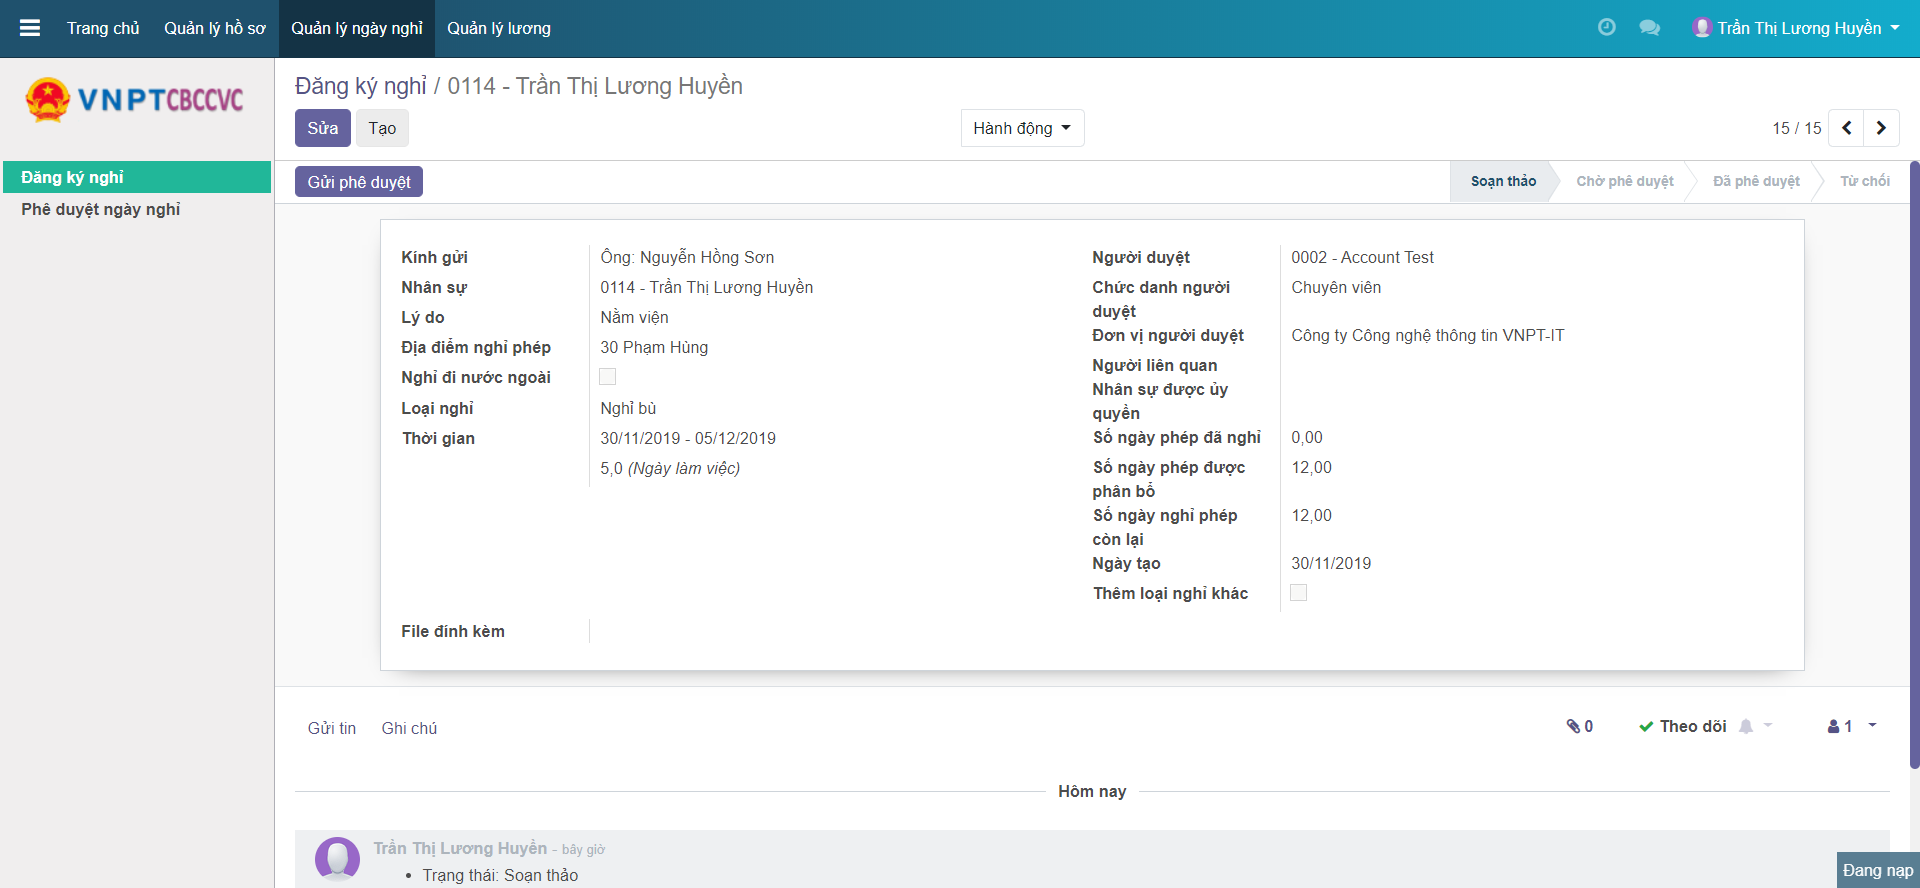 Trang chủ Quản lý hồ sơ Quản lý ngày nghỉ Quản lý lương Trần Thị Lương Huyền
VNPTCBCCVC
Đăng ký nghỉ
Phê duyệt ngày nghỉ
Đăng ký nghỉ / 0114 - Trần Thị Lương Huyền
Sửa Tạo Hành động 15 / 15
Gửi phê duyệt Soạn thảo Chờ phê duyệt Đã phê duyệt Từ chối
Kính gửi Ông: Nguyễn Hồng Sơn
Nhân sự 0114 - Trần Thị Lương Huyền
Lý do Nằm viện
Địa điểm nghỉ phép 30 Phạm Hùng
Nghỉ đi nước ngoài
Loại nghỉ Nghỉ bù
Thời gian 30/11/2019 - 05/12/2019
5,0 (Ngày làm việc)
File đính kèm
Người duyệt 0002 - Account Test
Chức danh người Chuyên viên
duyệt
Đơn vị người duyệt Công ty Công nghệ thông tin VNPT-IT
Người liên quan
Nhân sự được ủy
quyền
Số ngày phép đã nghỉ 0,00
Số ngày phép được 12,00
phân bổ
Số ngày nghỉ phép 12,00
còn lại
Ngày tạo 30/11/2019
Thêm loại nghỉ khác
Gửi tin Ghi chú 0 Theo dõi 1
Hôm nay
Trần Thị Lương Huyền - bây giờ
• Trạng thái: Soạn thảo
Đang nạp